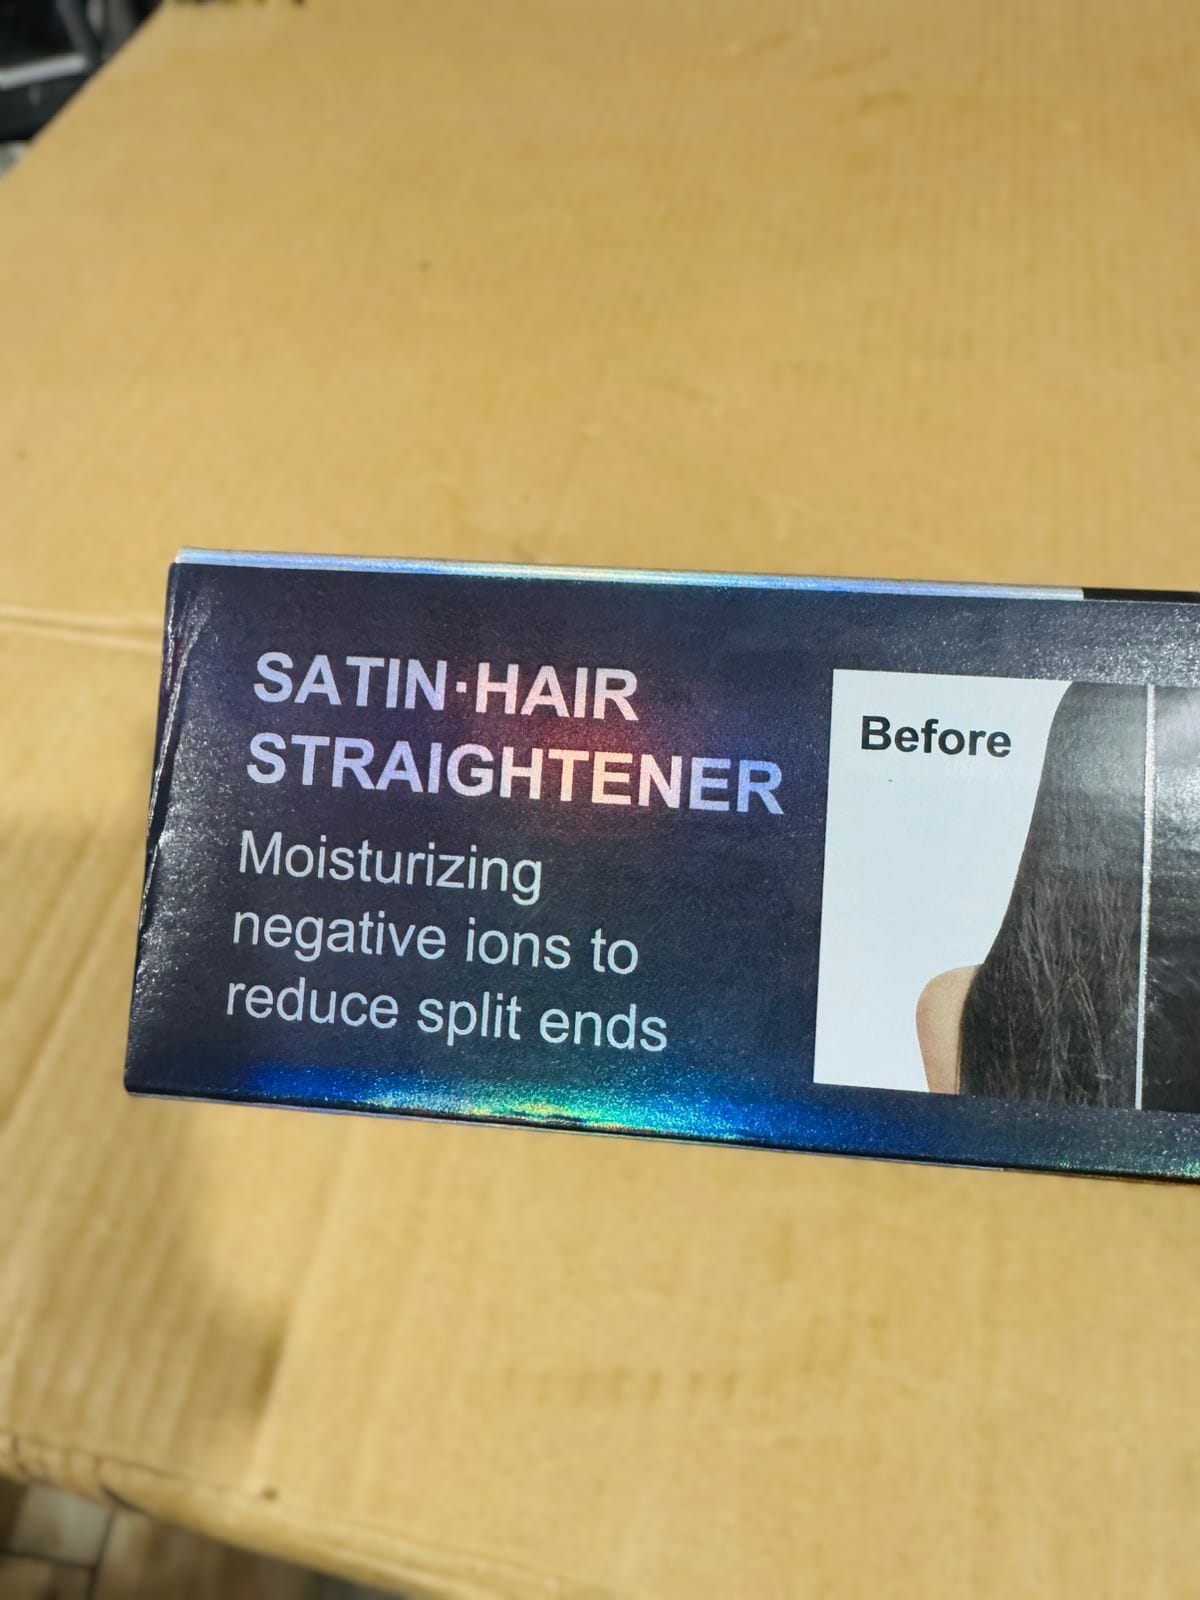 SATIN·HAIR
STRAIGHTENER
Moisturizing
negative ions to
reduce split ends
Before